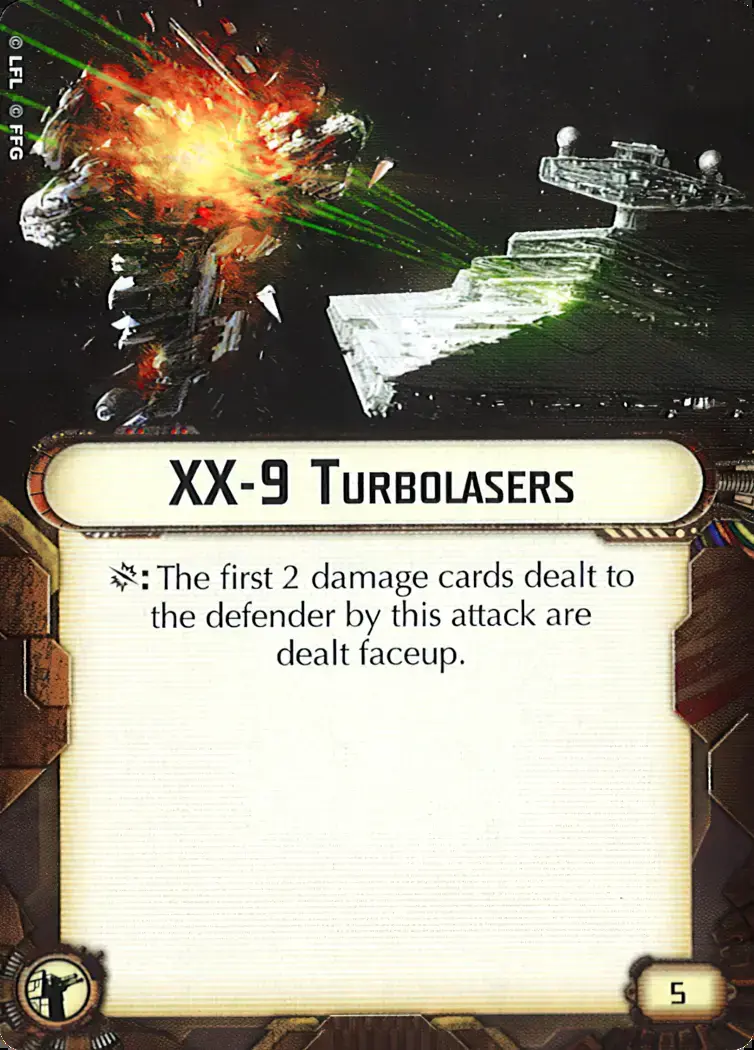 © LFL © FFG
XX-9 Turbolasers
: The first 2 damage cards dealt to
the defender by this attack are
dealt faceup.
5